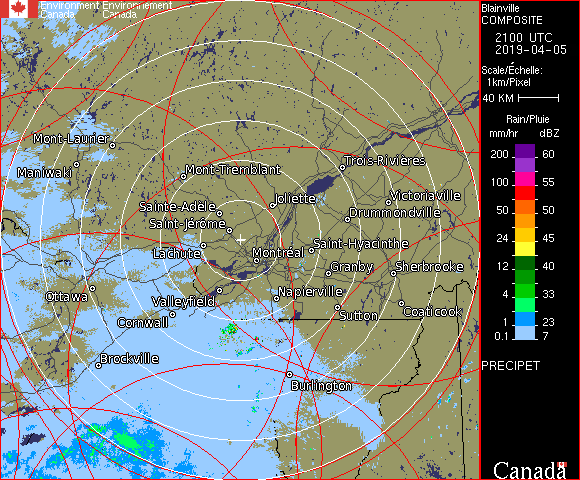 Environment Environnement
Canada Canada
Blainville
COMPOSITE
2100 UTC
2019-04-05
Scale/Échelle:
1km/Pixel
40 KM
Rain/Pluie
mm/hr dBZ
200 60
100 55
50 50
24 45
12 40
4 33
1 23
0.1 7
PRECIPET
Canada
Mont-Laurier
Maniwaki
Mont-Tremblant
Trois-Rivières
Sainte-Adèle
Joliette
Victoriaville
Saint-Jérôme
Drummondville
Lachute
Montréal
Saint-Hyacinthe
Granby
Sherbrooke
Ottawa
Valleyfield
Napierville
Cornwall
Sutton
Coaticook
Brockville
Burlington